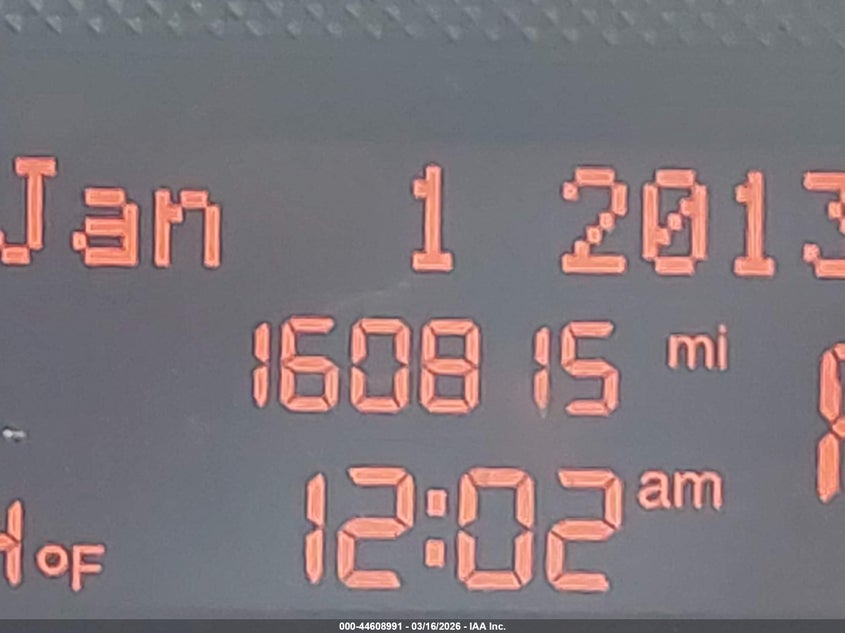 Jan 1 2013
160815 mi
12:02 am
°F
000-44608991 - 03/16/2026 - IAA Inc.